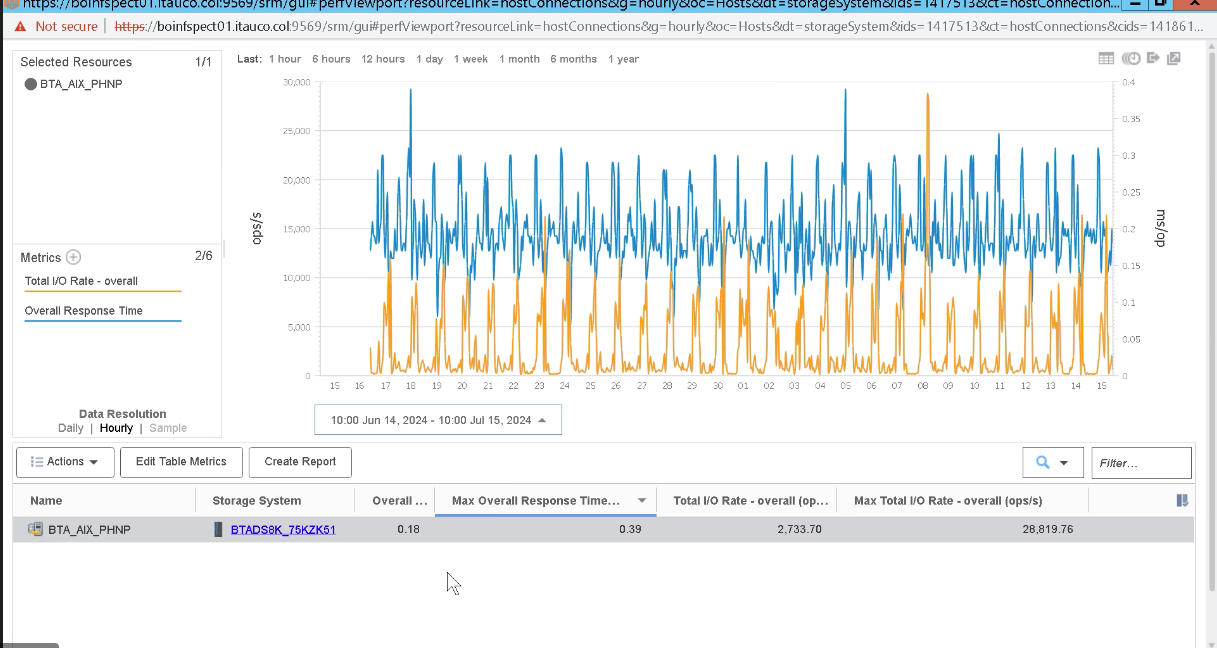 https://boinfspect01.itauco.col:9569/srm/gui#perfViewport?resourceLink=hostConnections&g=hourly&oc=Hosts&dt=storageSystem&ids=1417513&ct=hostConnection...
Not secure | https://boinfspect01.itauco.col:9569/srm/gui#perfViewport?resourceLink=hostConnections&g=hourly&oc=Hosts&dt=storageSystem&ids=1417513&ct=hostConnections&cids=141861...
Selected Resources 1/1
BTA_AIX_PHNP
Metrics 2/6
Total I/O Rate - overall
Overall Response Time
Data Resolution
Daily | Hourly | Sample
Last: 1 hour 6 hours 12 hours 1 day 1 week 1 month 6 months 1 year
30,000 0.4
0.35
25,000
0.3
20,000
0.25
15,000 0.2
0.15
10,000
0.1
5,000
0.05
0 0
ops/s
ms/op
15 16 17 18 19 20 21 22 23 24 25 26 27 28 29 30 01 02 03 04 05 06 07 08 09 10 11 12 13 14 15
10:00 Jun 14, 2024 - 10:00 Jul 15, 2024
Actions Edit Table Metrics Create Report Filter...
Name Storage System Overall ... Max Overall Response Time... Total I/O Rate - overall (op... Max Total I/O Rate - overall (ops/s)
BTA_AIX_PHNP BTADS8K_75KZK51 0.18 0.39 2,733.70 28,819.76